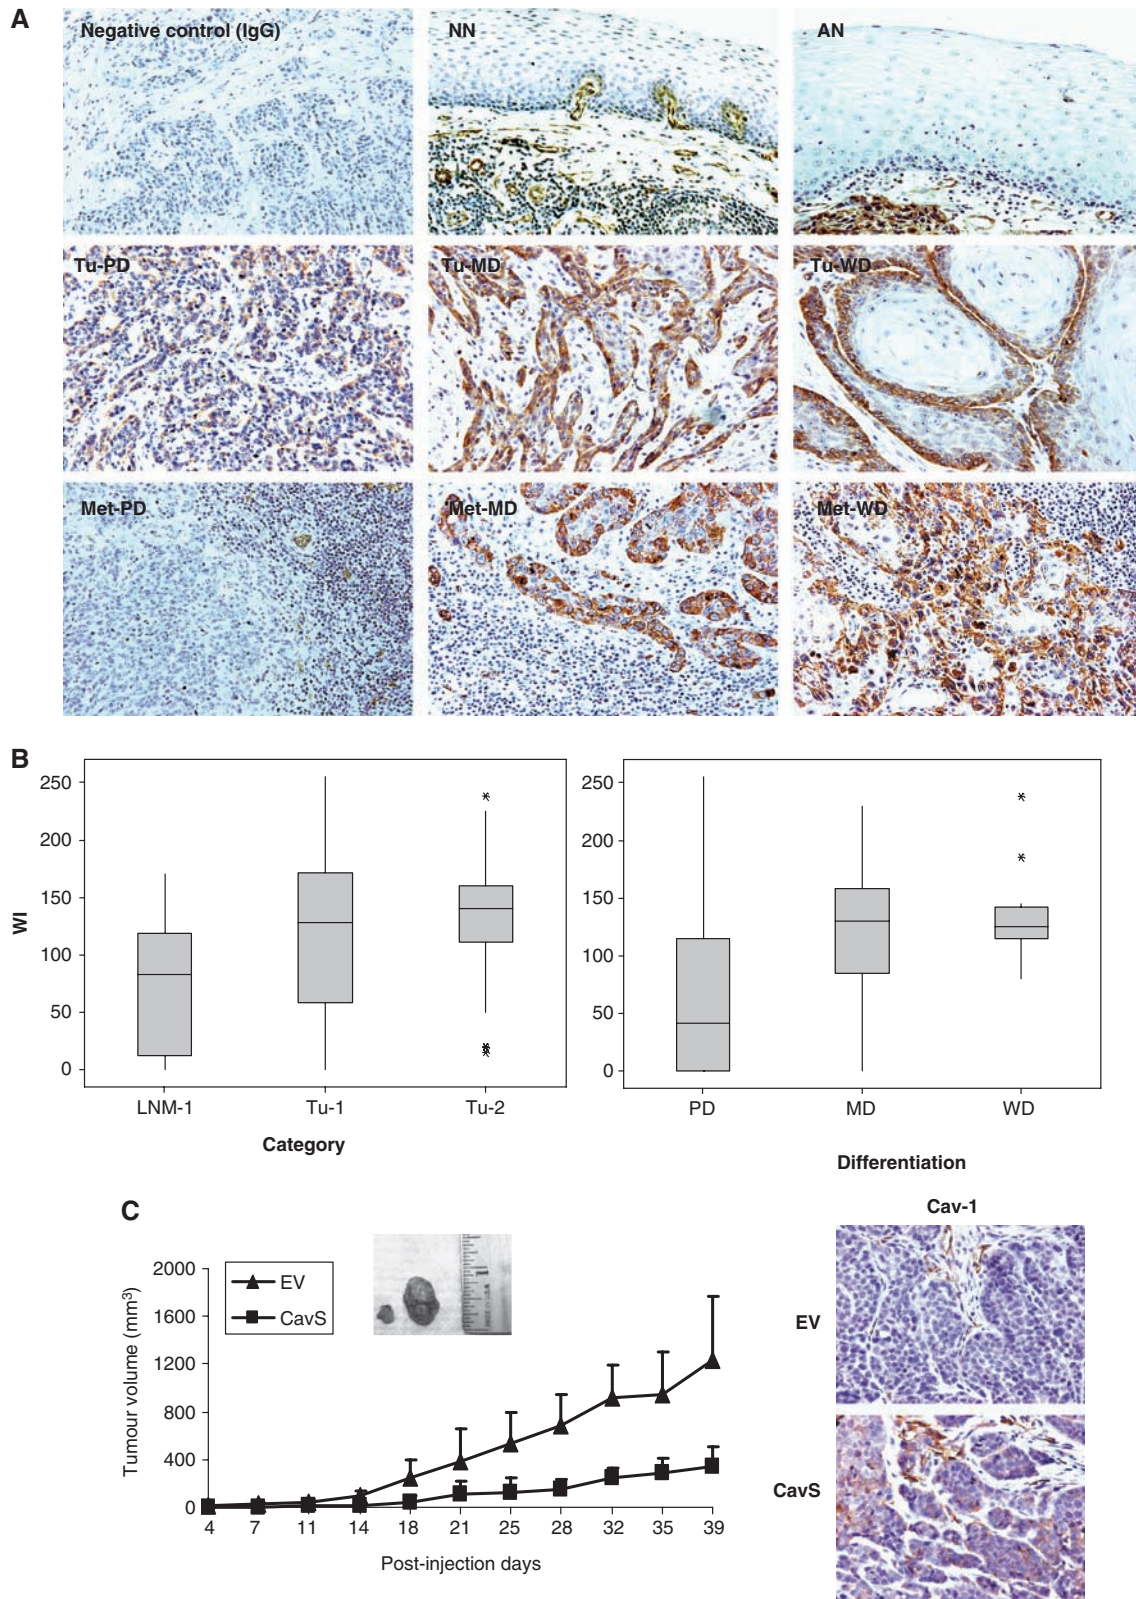 A
Negative control (IgG)
NN
AN
Tu-PD
Tu-MD
Tu-WD
Met-PD
Met-MD
Met-WD
B
WI
250
200
150
100
50
0
LNM-1
Tu-1
Tu-2
Category
250
200
150
100
50
0
PD
MD
WD
Differentiation
C
EV
CavS
Tumour volume (mm³)
2000
1600
1200
800
400
0
4
7
11
14
18
21
25
28
32
35
39
Post-injection days
Cav-1
EV
CavS